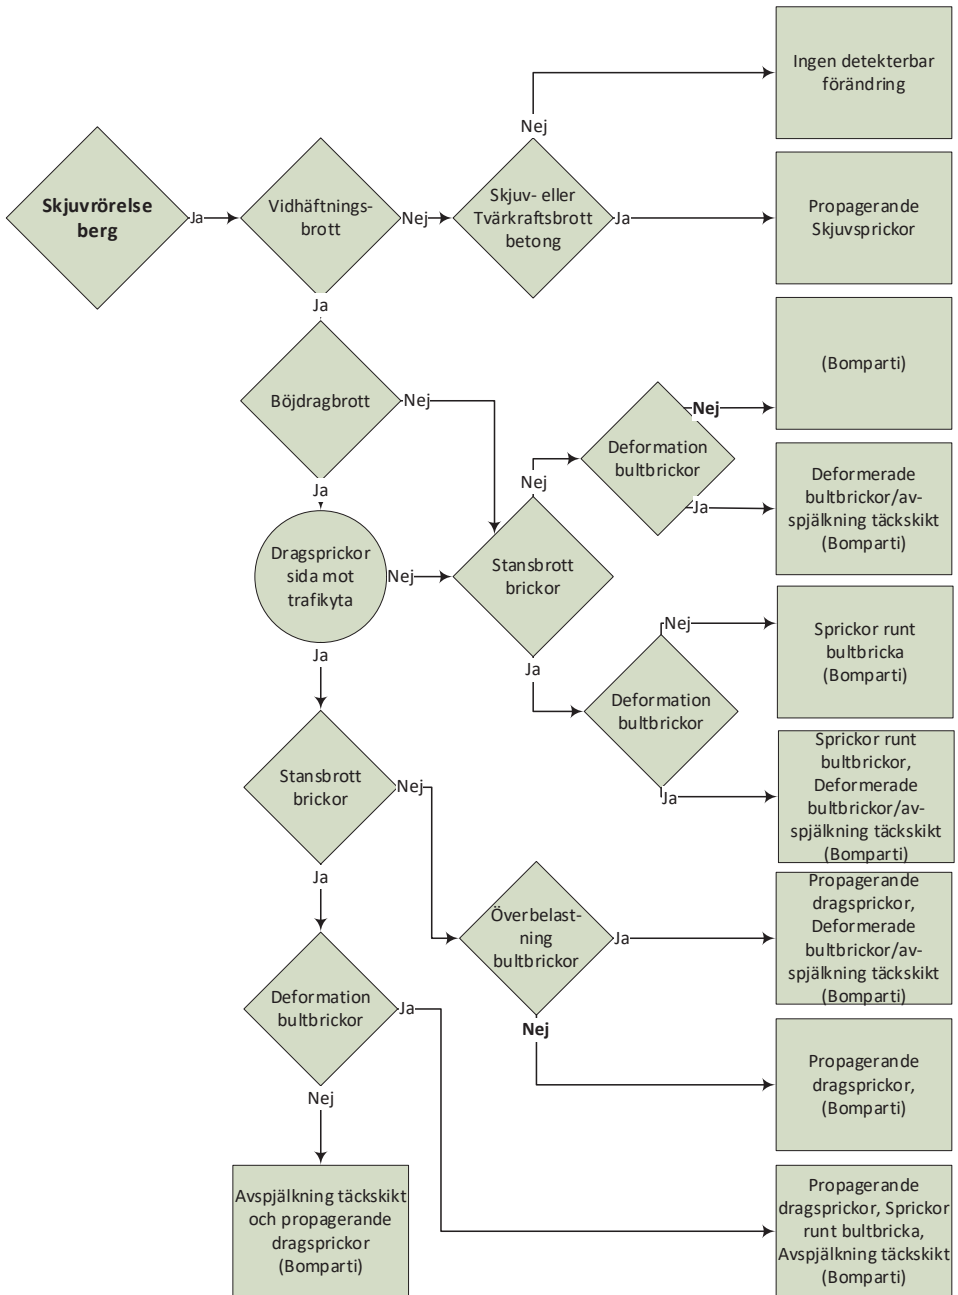 Ingen detekterbar
förändring
Nej
Skjuvrörelse
berg
Ja
Vidhäftnings-
brott
Nej
Skjuv- eller
Tvärkraftsbrott
betong
Ja
Propagerande
Skjuvsprickor
Ja
Böjdragbrott
Nej
(Bomparti)
Nej
Deformation
bultbrickor
Ja
Deformerade
bultbrickor/av-
spjälkning täckskikt
(Bomparti)
Nej
Ja
Dragsprickor
sida mot
trafikyta
Nej
Stansbrott
brickor
Ja
Nej
Sprickor runt
bultbricka
(Bomparti)
Deformation
bultbrickor
Ja
Sprickor runt
bultbrickor,
Deformerade
bultbrickor/av-
spjälkning täckskikt
(Bomparti)
Ja
Stansbrott
brickor
Nej
Ja
Överbelast-
ning
bultbrickor
Ja
Propagerande
dragsprickor,
Deformerade
bultbrickor/av-
spjälkning täckskikt
(Bomparti)
Nej
Propagerande
dragsprickor,
(Bomparti)
Deformation
bultbrickor
Ja
Nej
Avspjälkning täckskikt
och propagerande
dragsprickor
(Bomparti)
Propagerande
dragsprickor, Sprickor
runt bultbricka,
Avspjälkning täckskikt
(Bomparti)